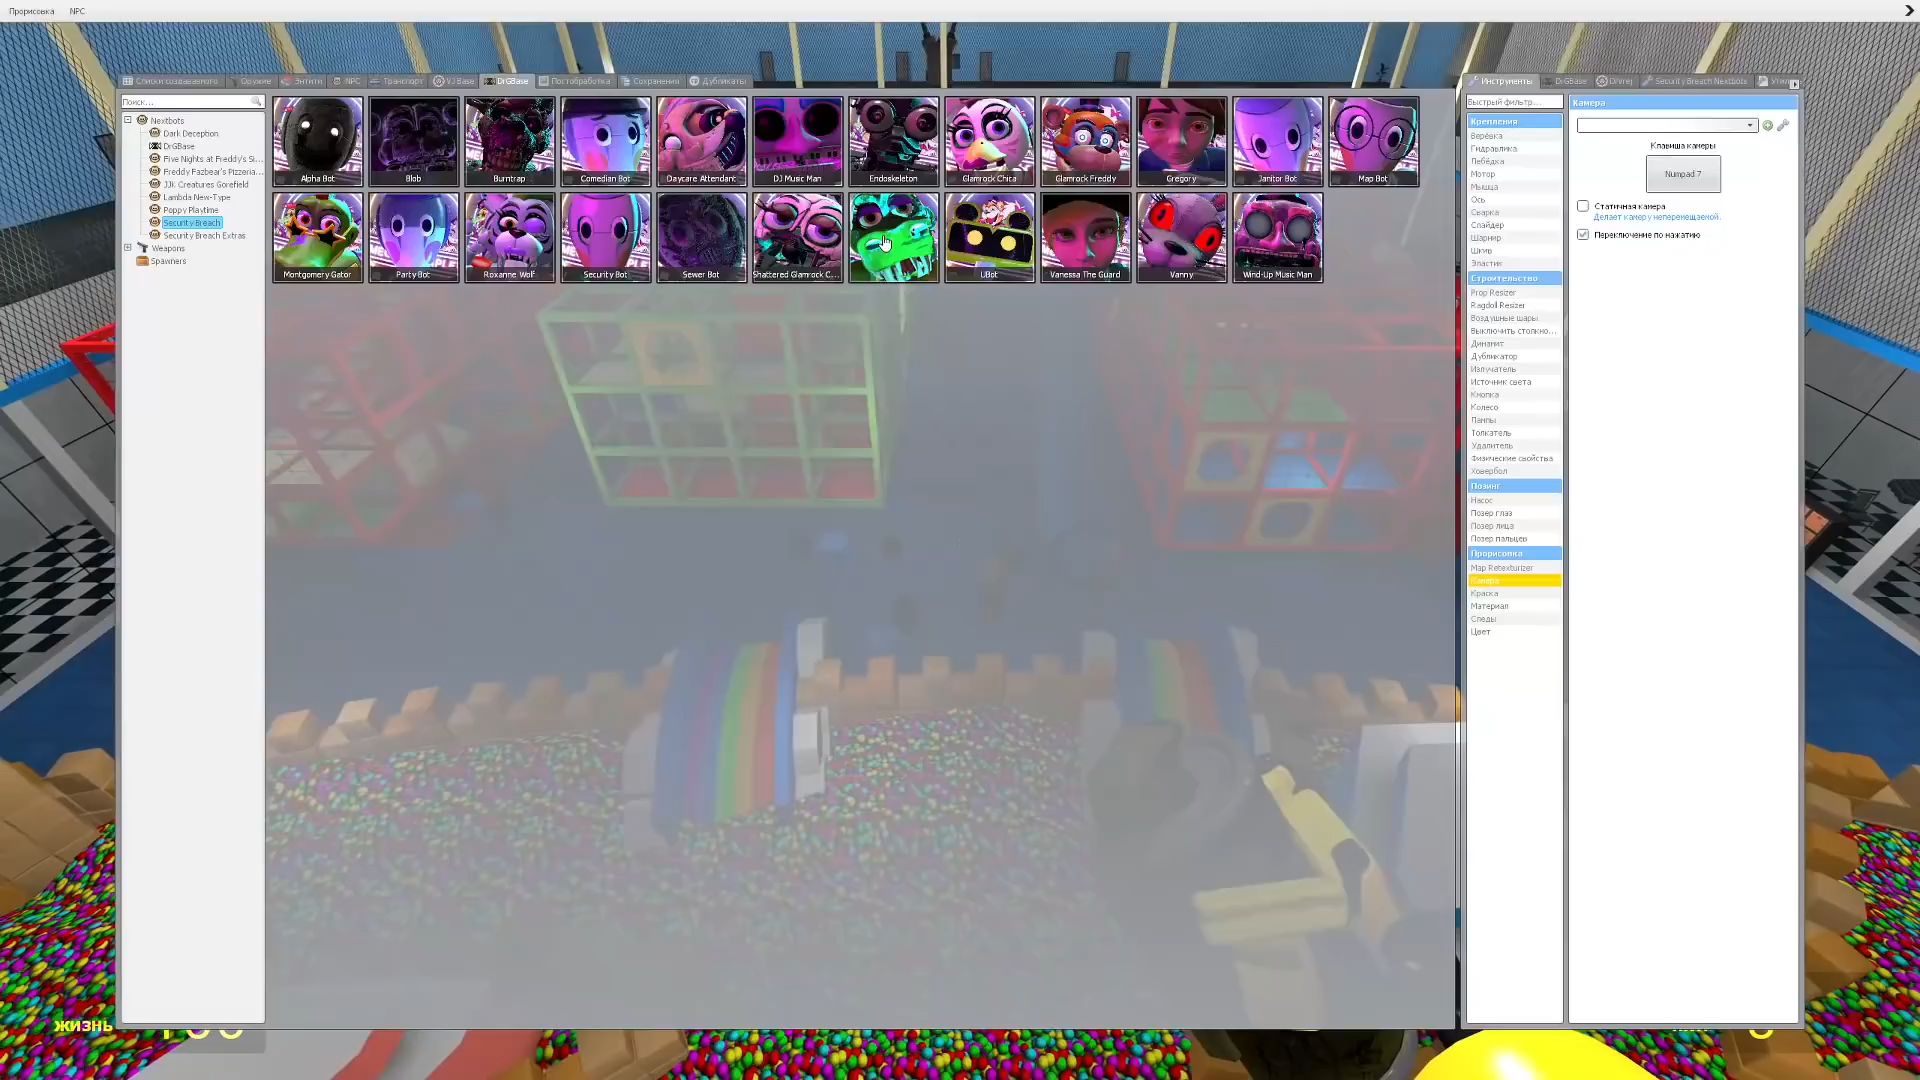 Прорисовка NPC
Списки создаваемого Оружие Энтити NPC Транспорт VJ Base DrGBase Постобработка Сохранения Дубликаты
Поиск...
Nextbots
Dark Deception
DrGBase
Five Nights at Freddy's Si...
Freddy Fazbear's Pizzeria...
JJK Creatures Gorefield
Lambda New-Type
Poppy Playtime
Security Breach
Security Breach Extras
Weapons
Spawners
Alpha Bot Blob Burntrap Comedian Bot Daycare Attendant DJ Music Man Endoskeleton Glamrock Chica Glamrock Freddy Gregory Janitor Bot Map Bot
Montgomery Gator Party Bot Roxanne Wolf Security Bot Sewer Bot Shattered Glamrock C... UBot Vanessa The Guard Vanny Wind-Up Music Man
Инструменты DrGBase Security Breach Nextbots
Быстрый фильтр...
Крепления
Верёвка
Гидравлика
Лебёдка
Мотор
Мышца
Ось
Сварка
Слайдер
Шарнир
Шкив
Эластик
Строительство
Prop Resizer
Ragdoll Resizer
Воздушные шары
Выключить столкно...
Динамит
Дубликатор
Излучатель
Источник света
Кнопка
Колесо
Лампы
Толкатель
Удалитель
Физические свойства
Ховербол
Позинг
Насос
Позер глаз
Позер лица
Позер пальцев
Прорисовка
Map Retexturizer
Камера
Краска
Материал
Следы
Цвет
Камера
Клавиша камеры
Numpad 7
Статичная камера
Делает камеру неперемещаемой.
Переключение по нажатию
ЖИЗНЬ